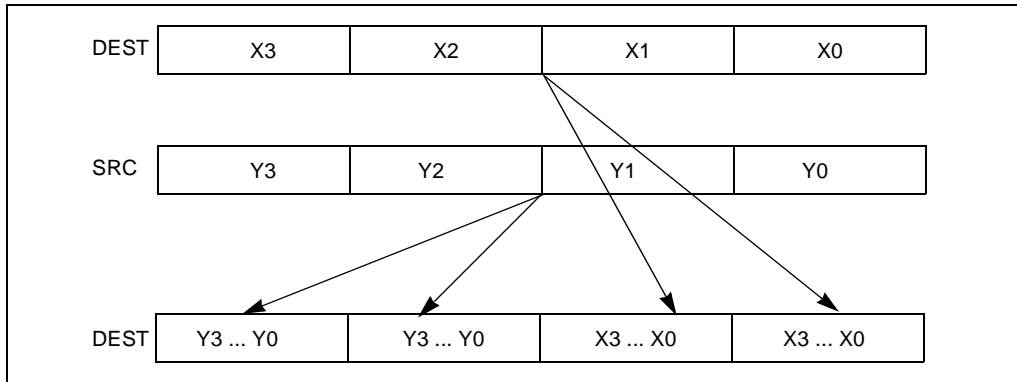 DEST X3 X2 X1 X0
SRC Y3 Y2 Y1 Y0
DEST Y3 ... Y0 Y3 ... Y0 X3 ... X0 X3 ... X0